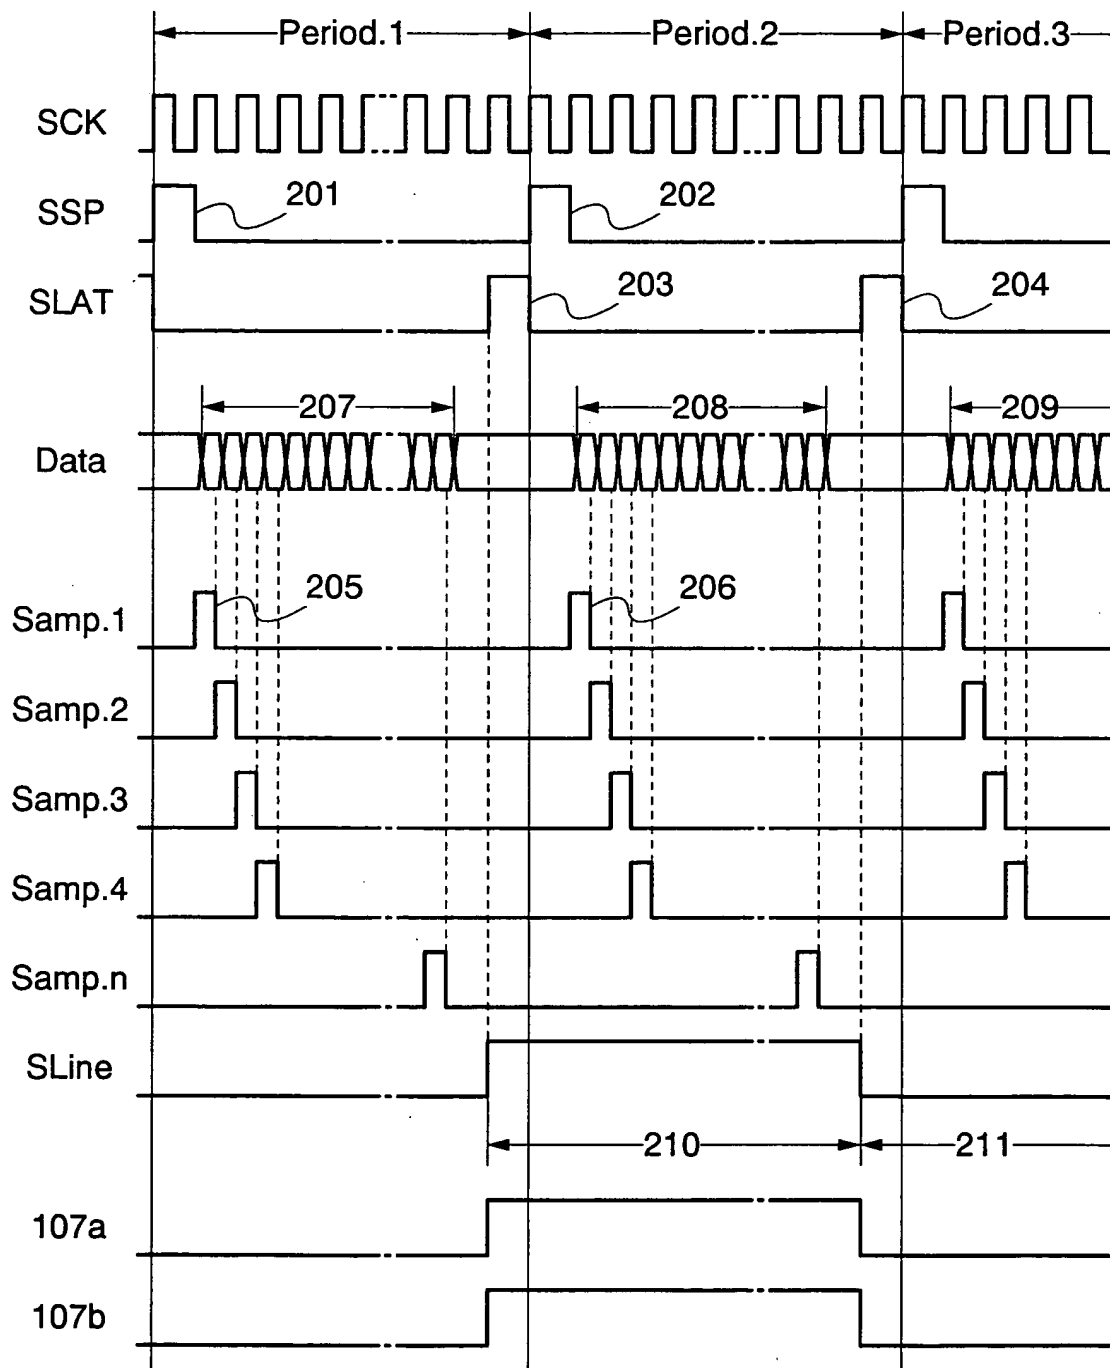 Period.1 Period.2 Period.3
SCK
SSP 201 202
SLAT 203 204
207 208 209
Data
Samp.1 205 206
Samp.2
Samp.3
Samp.4
Samp.n
SLine
210 211
107a
107b